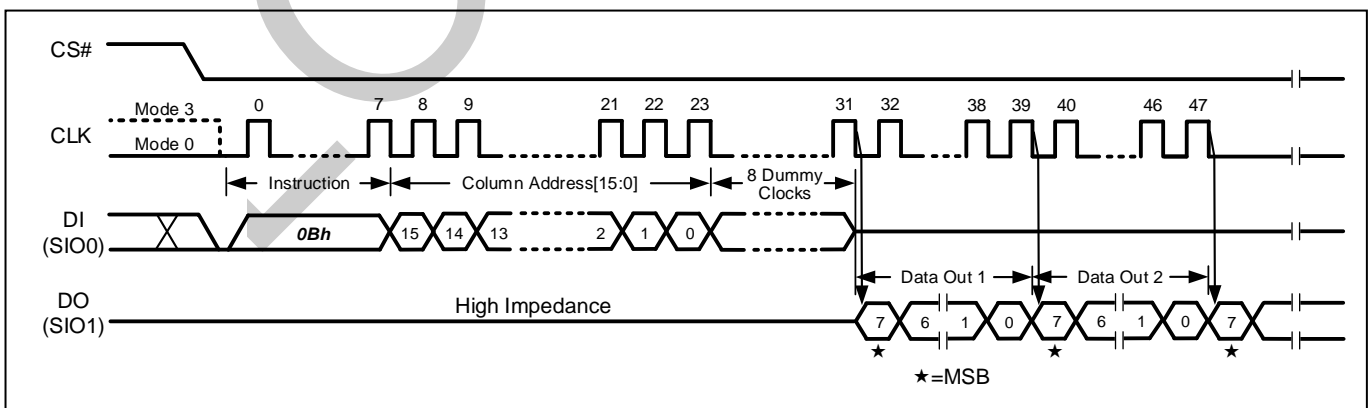 CS#
0 7 8 9 21 22 23 31 32 38 39 40 46 47
Mode 3
CLK
Mode 0
Instruction Column Address[15:0] 8 Dummy
Clocks
DI
(SIO0)
0Bh 15 14 13 2 1 0
Data Out 1 Data Out 2
DO
(SIO1)
High Impedance
7 6 1 0 7 6 1 0 7
★ ★ ★
★=MSB